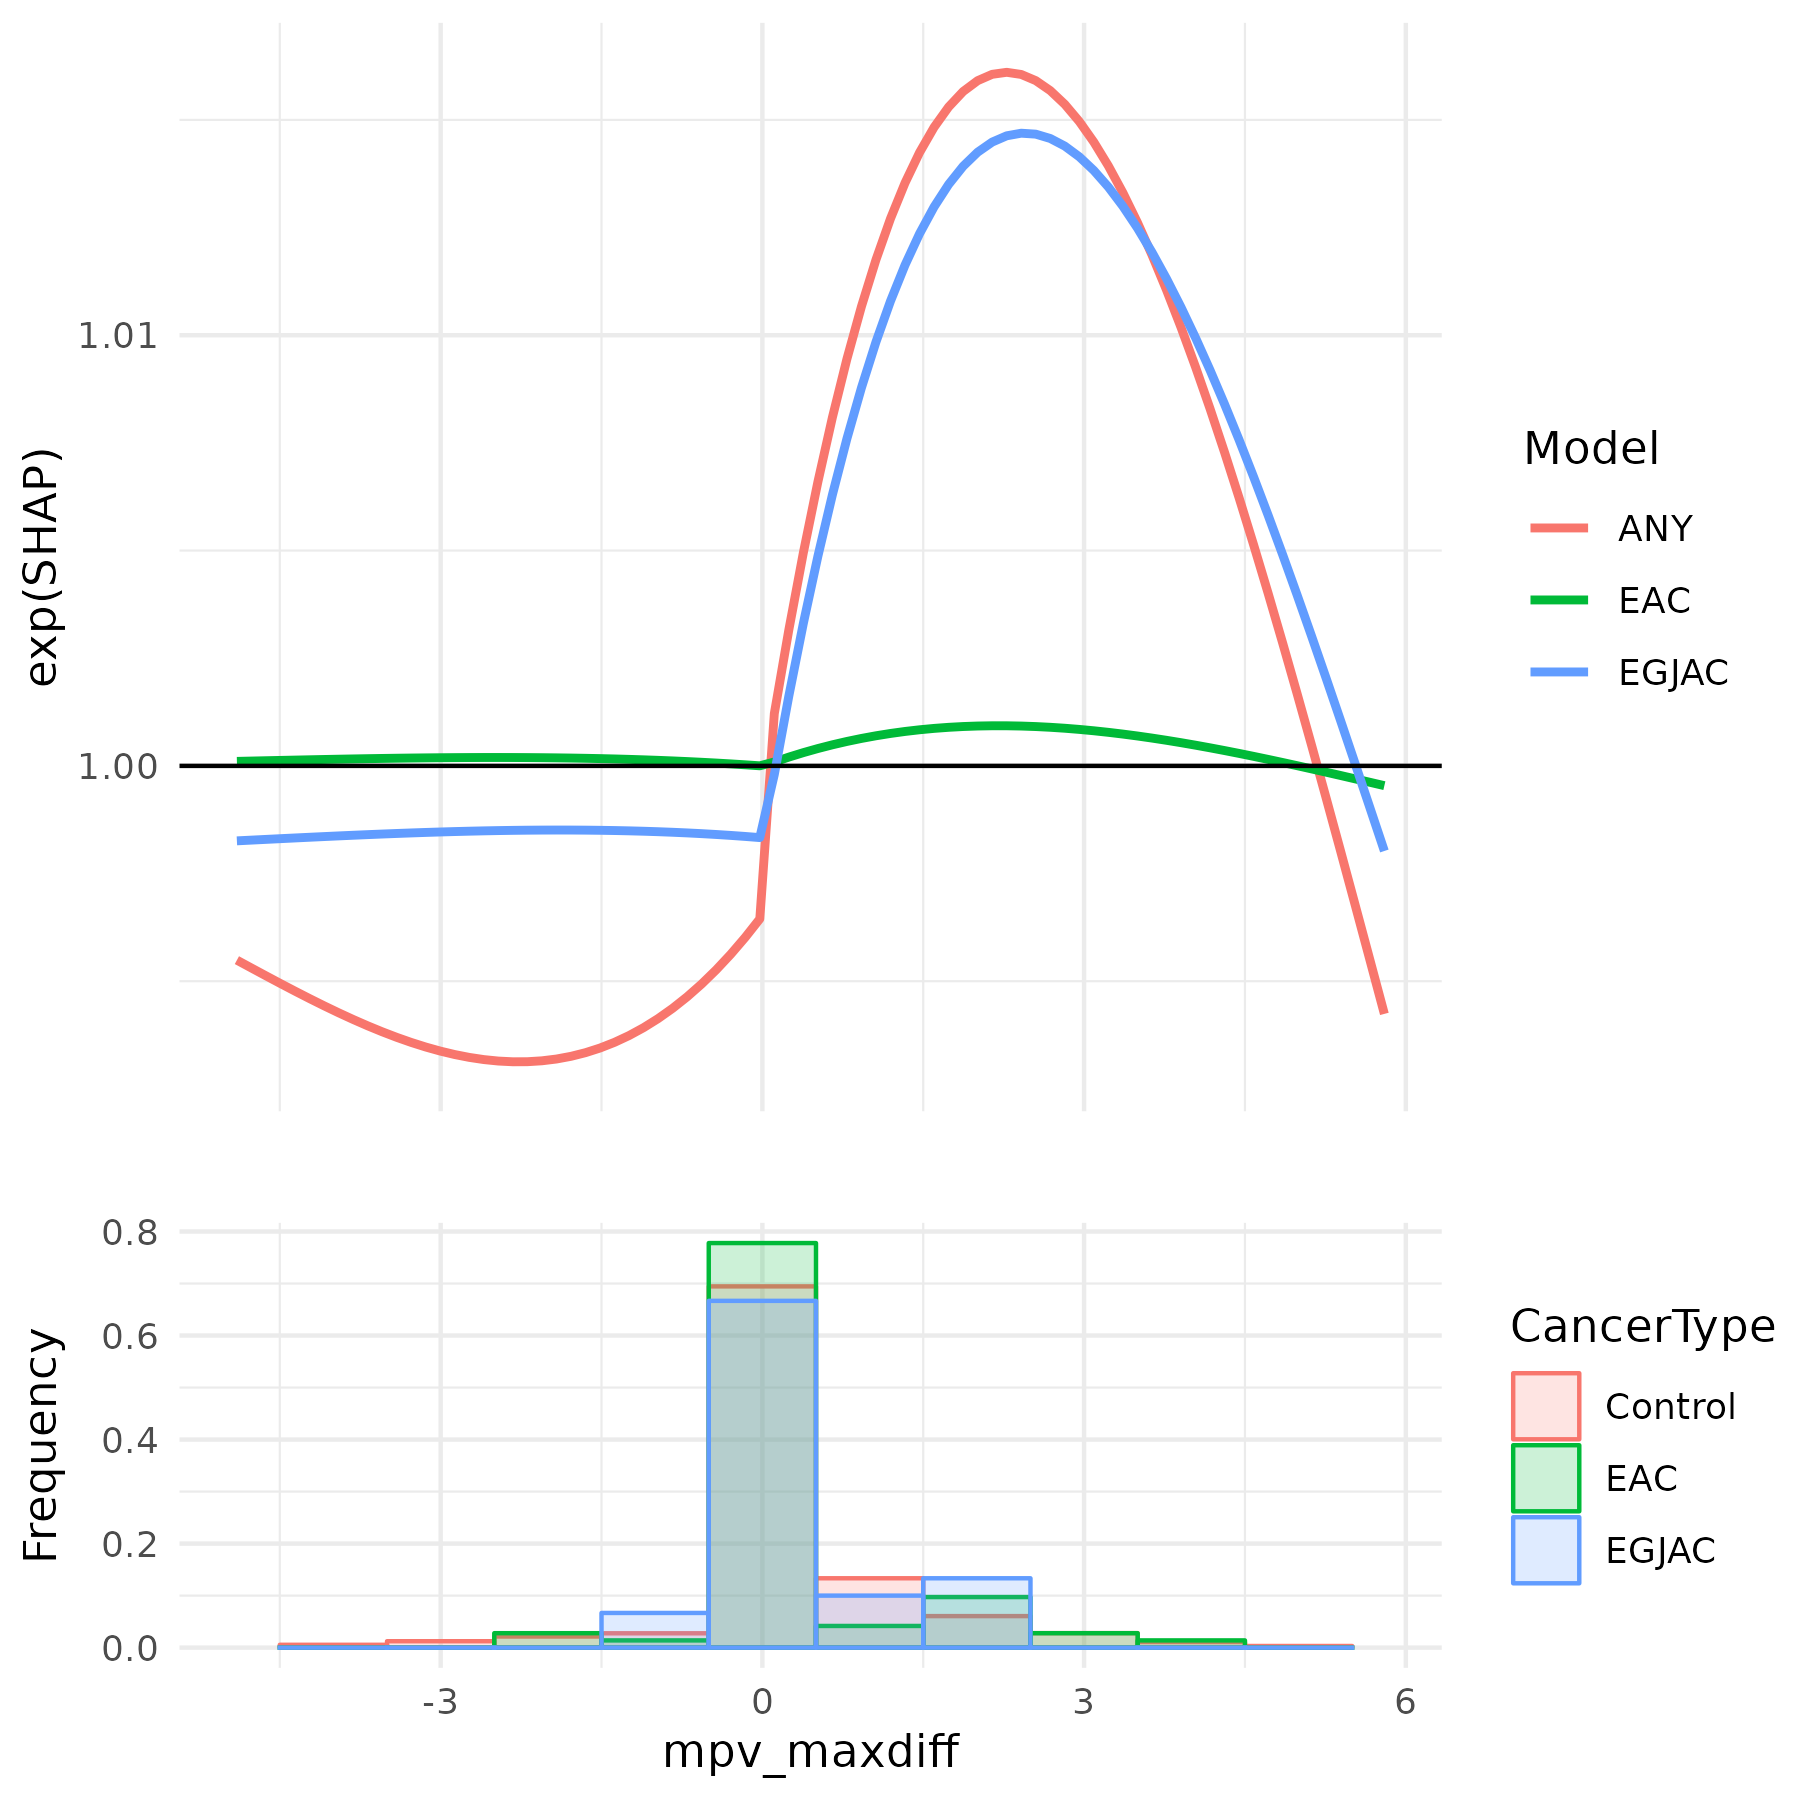 exp(SHAP)
1.01
1.00
Model
ANY
EAC
EGJAC
Frequency
0.8
0.6
0.4
0.2
0.0
-3
0
3
6
mpv_maxdiff
CancerType
Control
EAC
EGJAC